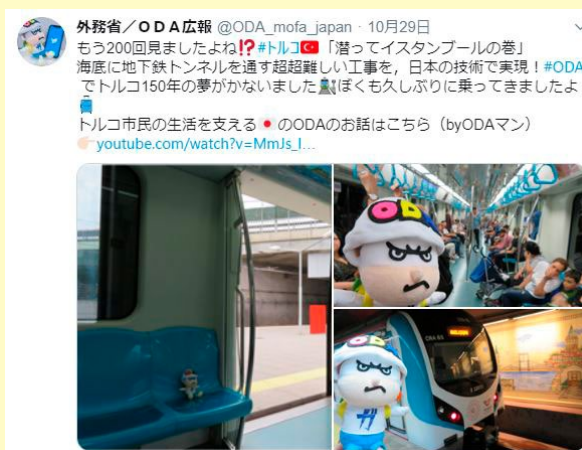 外務省／ODA広報 @ODA_mofa_japan · 10月29日
もう200回見ましたよね⁉️#トルコ🇹🇷「潜ってイスタンブールの巻」
海底に地下鉄トンネルを通す超超難しい工事を，日本の技術で実現！#ODA
でトルコ150年の夢がかないました🚂ぼくも久しぶりに乗ってきましたよ
🚆
トルコ市民の生活を支える🇯🇵のODAのお話はこちら（byODAマン）
👉🏻youtube.com/watch?v=MmJs_I...
ODA
ODA